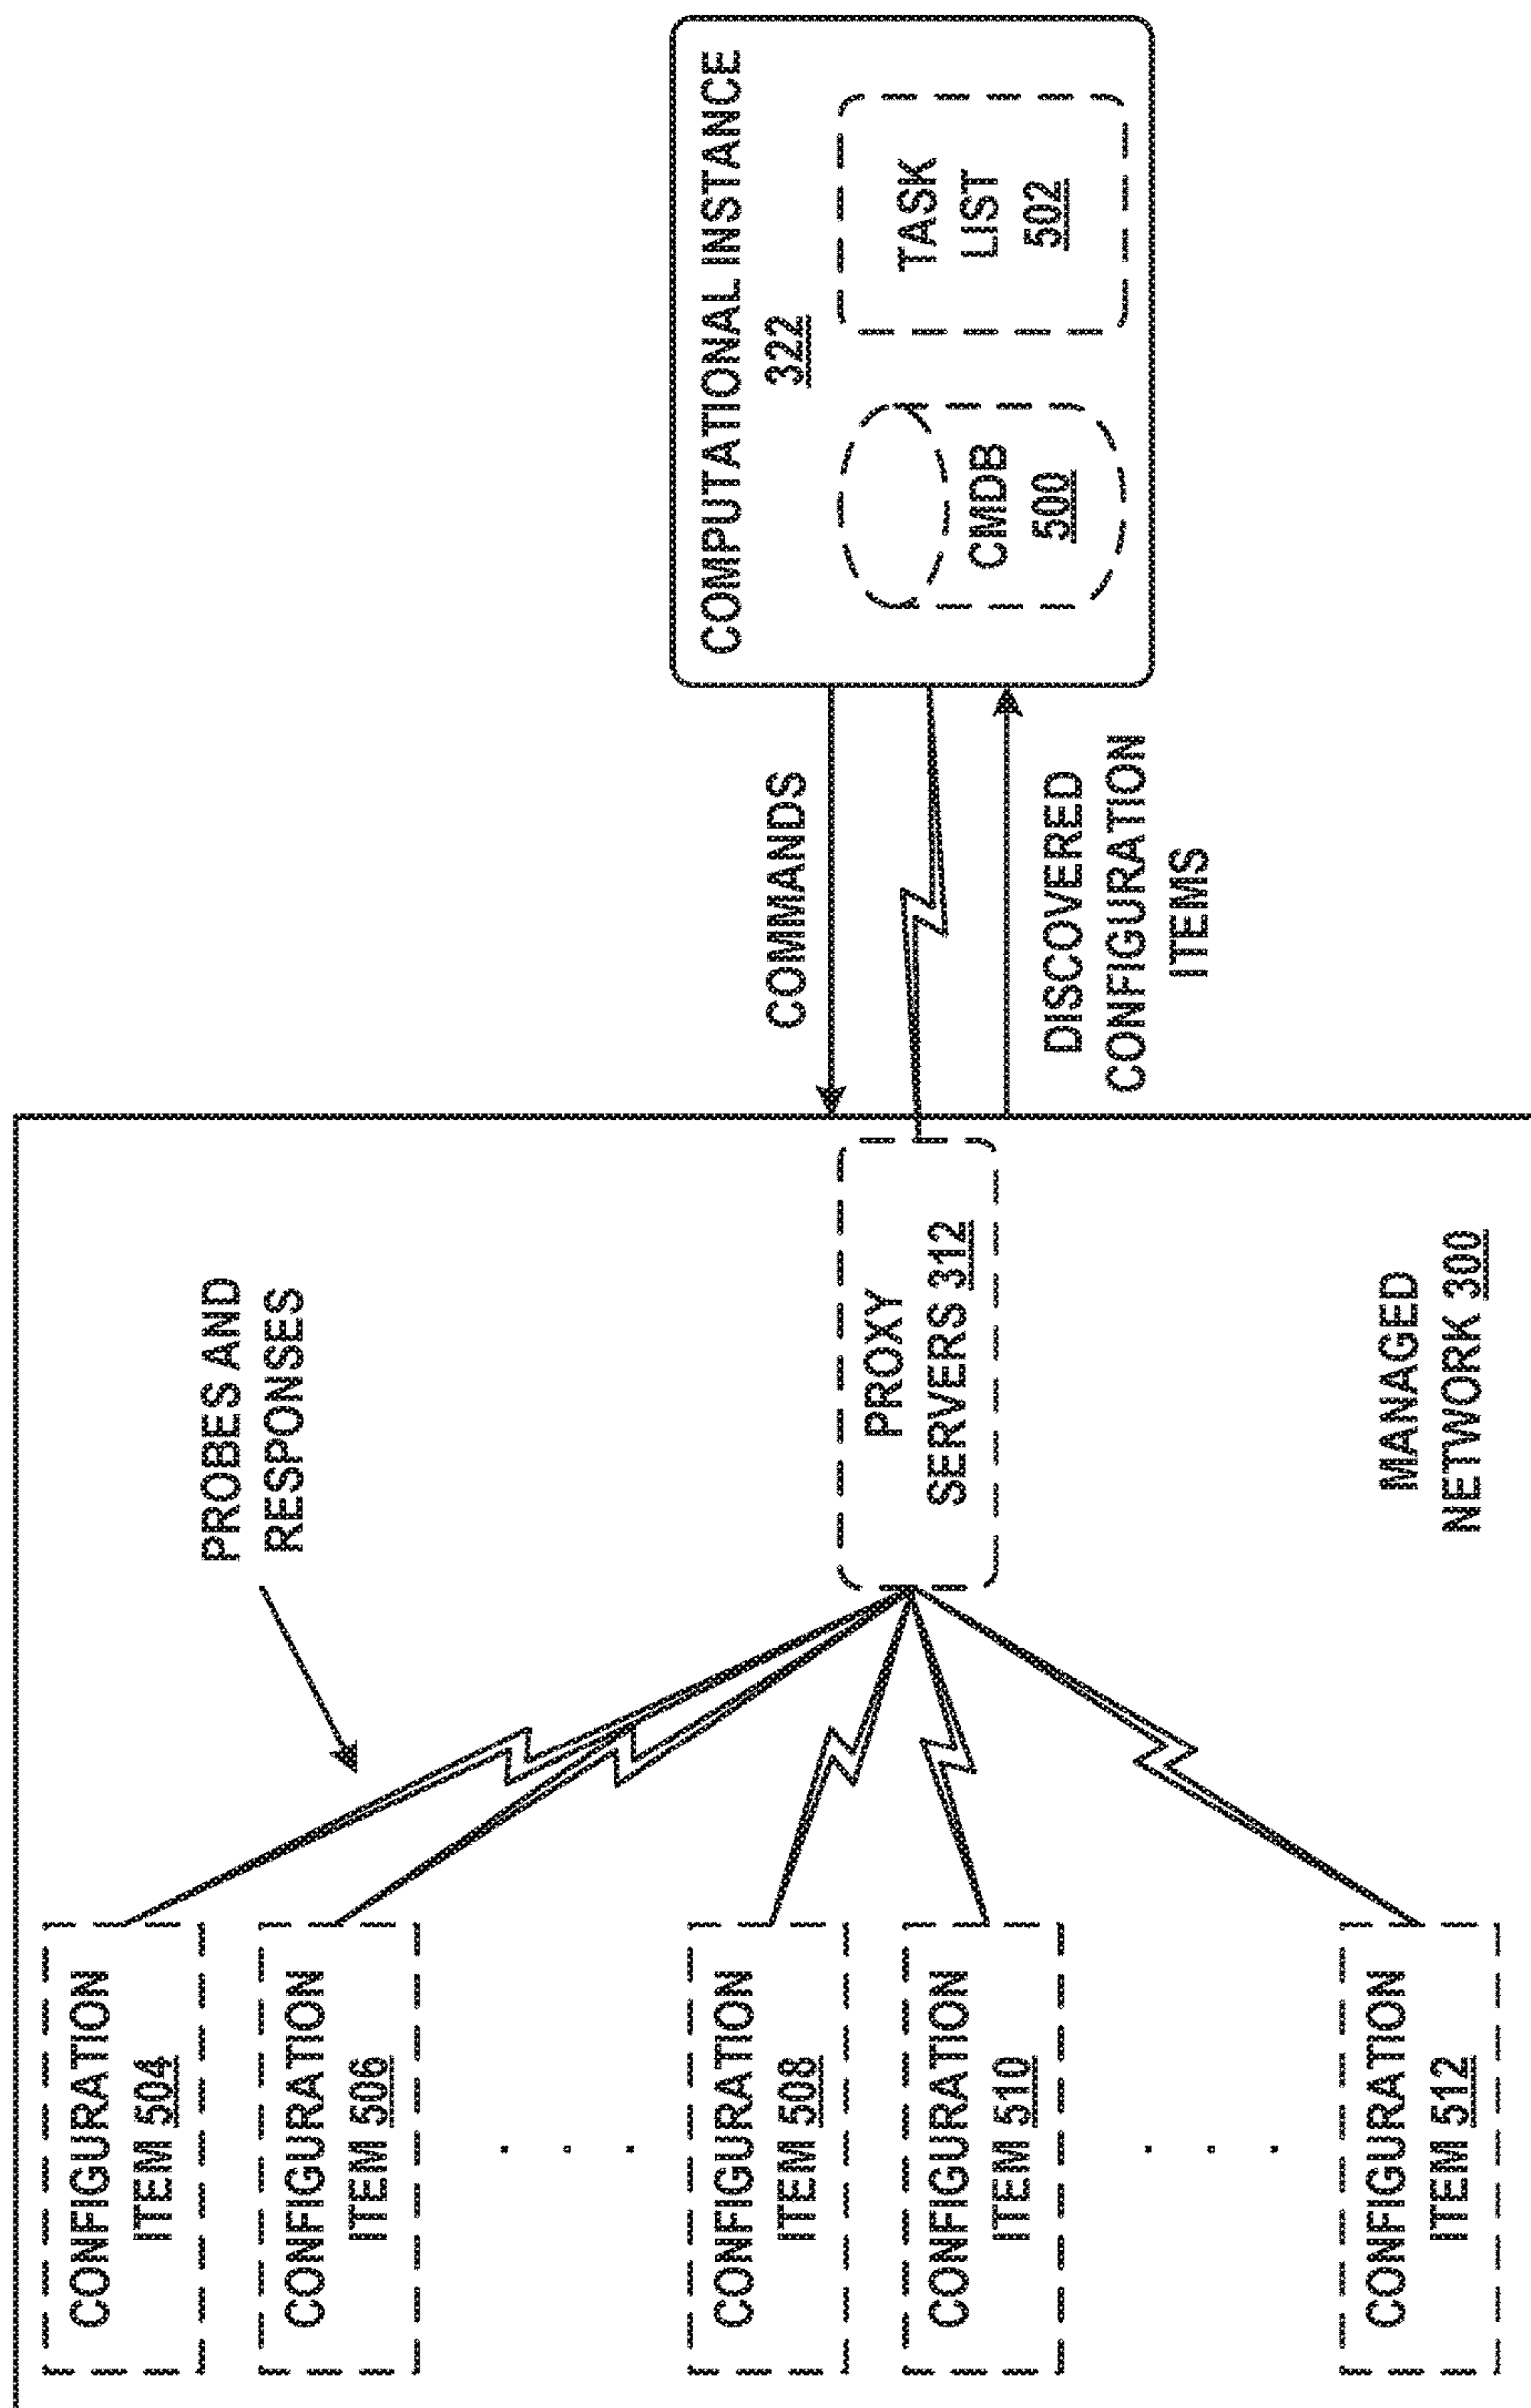 CONFIGURATION
ITEM 504
CONFIGURATION
ITEM 506
CONFIGURATION
ITEM 508
CONFIGURATION
ITEM 510
CONFIGURATION
ITEM 512
PROBES AND
RESPONSES
PROXY
SERVERS 312
MANAGED
NETWORK 300
COMMANDS
DISCOVERED
CONFIGURATION
ITEMS
COMPUTATIONAL INSTANCE
322
CMDB
500
TASK
LIST
502